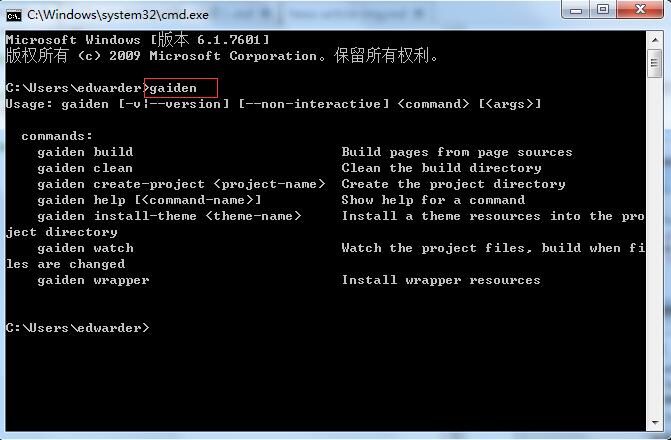 C:\Windows\system32\cmd.exe
Microsoft Windows [版本 6.1.7601]
版权所有 (c) 2009 Microsoft Corporation。保留所有权利。
C:\Users\edwarder>gaiden
Usage: gaiden [-v|--version] [--non-interactive] <command> [<args>]
commands:
gaiden build Build pages from page sources
gaiden clean Clean the build directory
gaiden create-project <project-name> Create the project directory
gaiden help [<command-name>] Show help for a command
gaiden install-theme <theme-name> Install a theme resources into the pro
ject directory
gaiden watch Watch the project files, build when fi
les are changed
gaiden wrapper Install wrapper resources
C:\Users\edwarder>